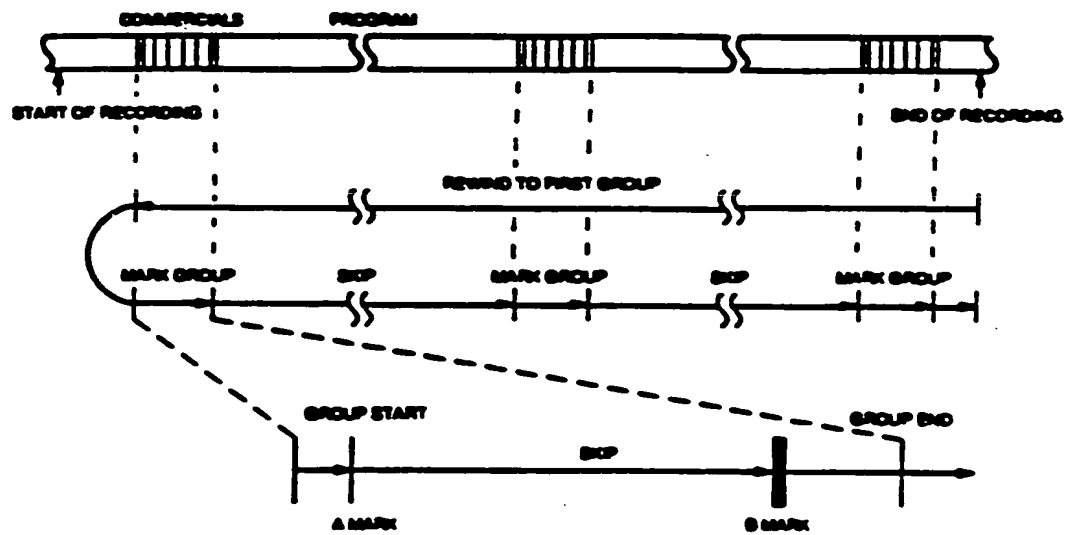 COMMERCIALS PROGRAM
START OF RECORDING END OF RECORDING
REWIND TO FIRST GROUP
MARK GROUP SKIP MARK GROUP SKIP MARK GROUP
GROUP START GROUP END
SKIP
A MARK B MARK